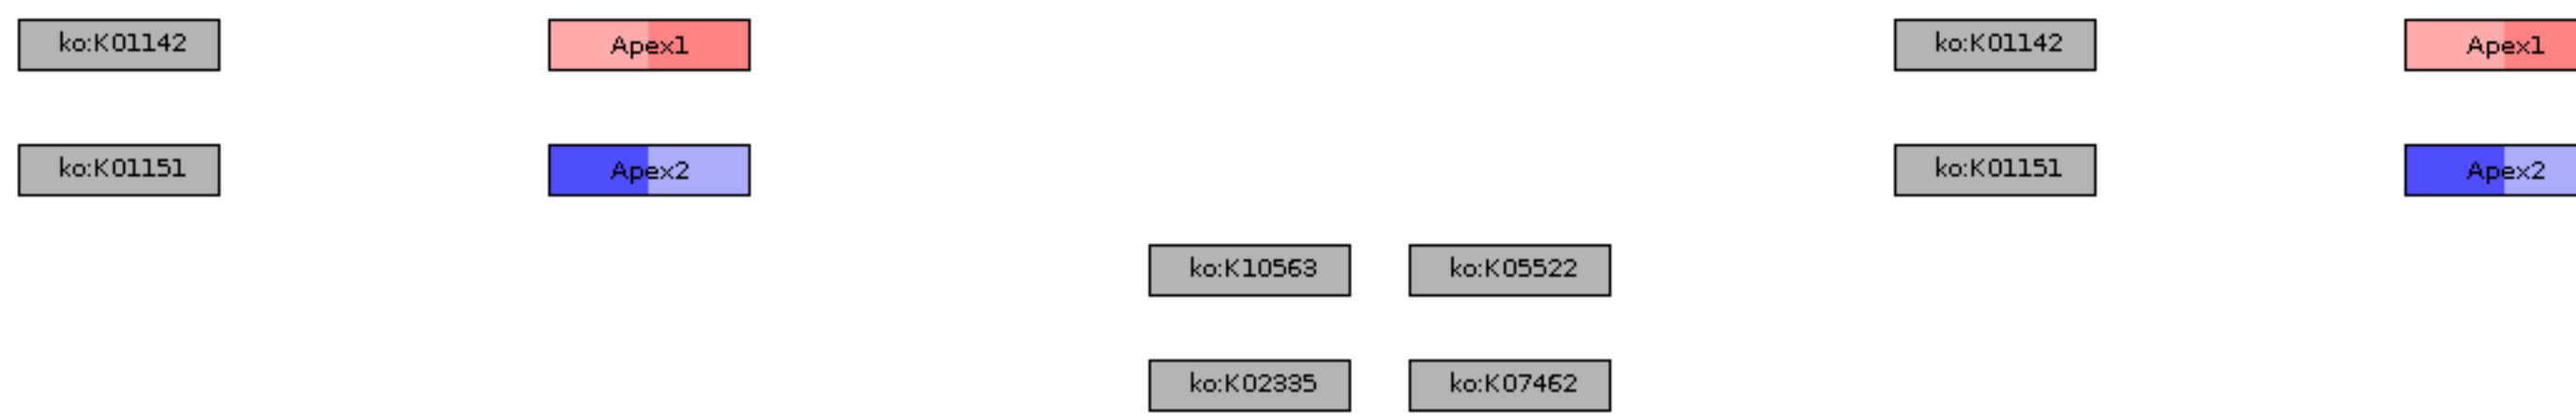 ko:K01142 Apex1 ko:K01142 Apex1
ko:K01151 Apex2 ko:K01151 Apex2
ko:K10563 ko:K05522
ko:K02335 ko:K07462